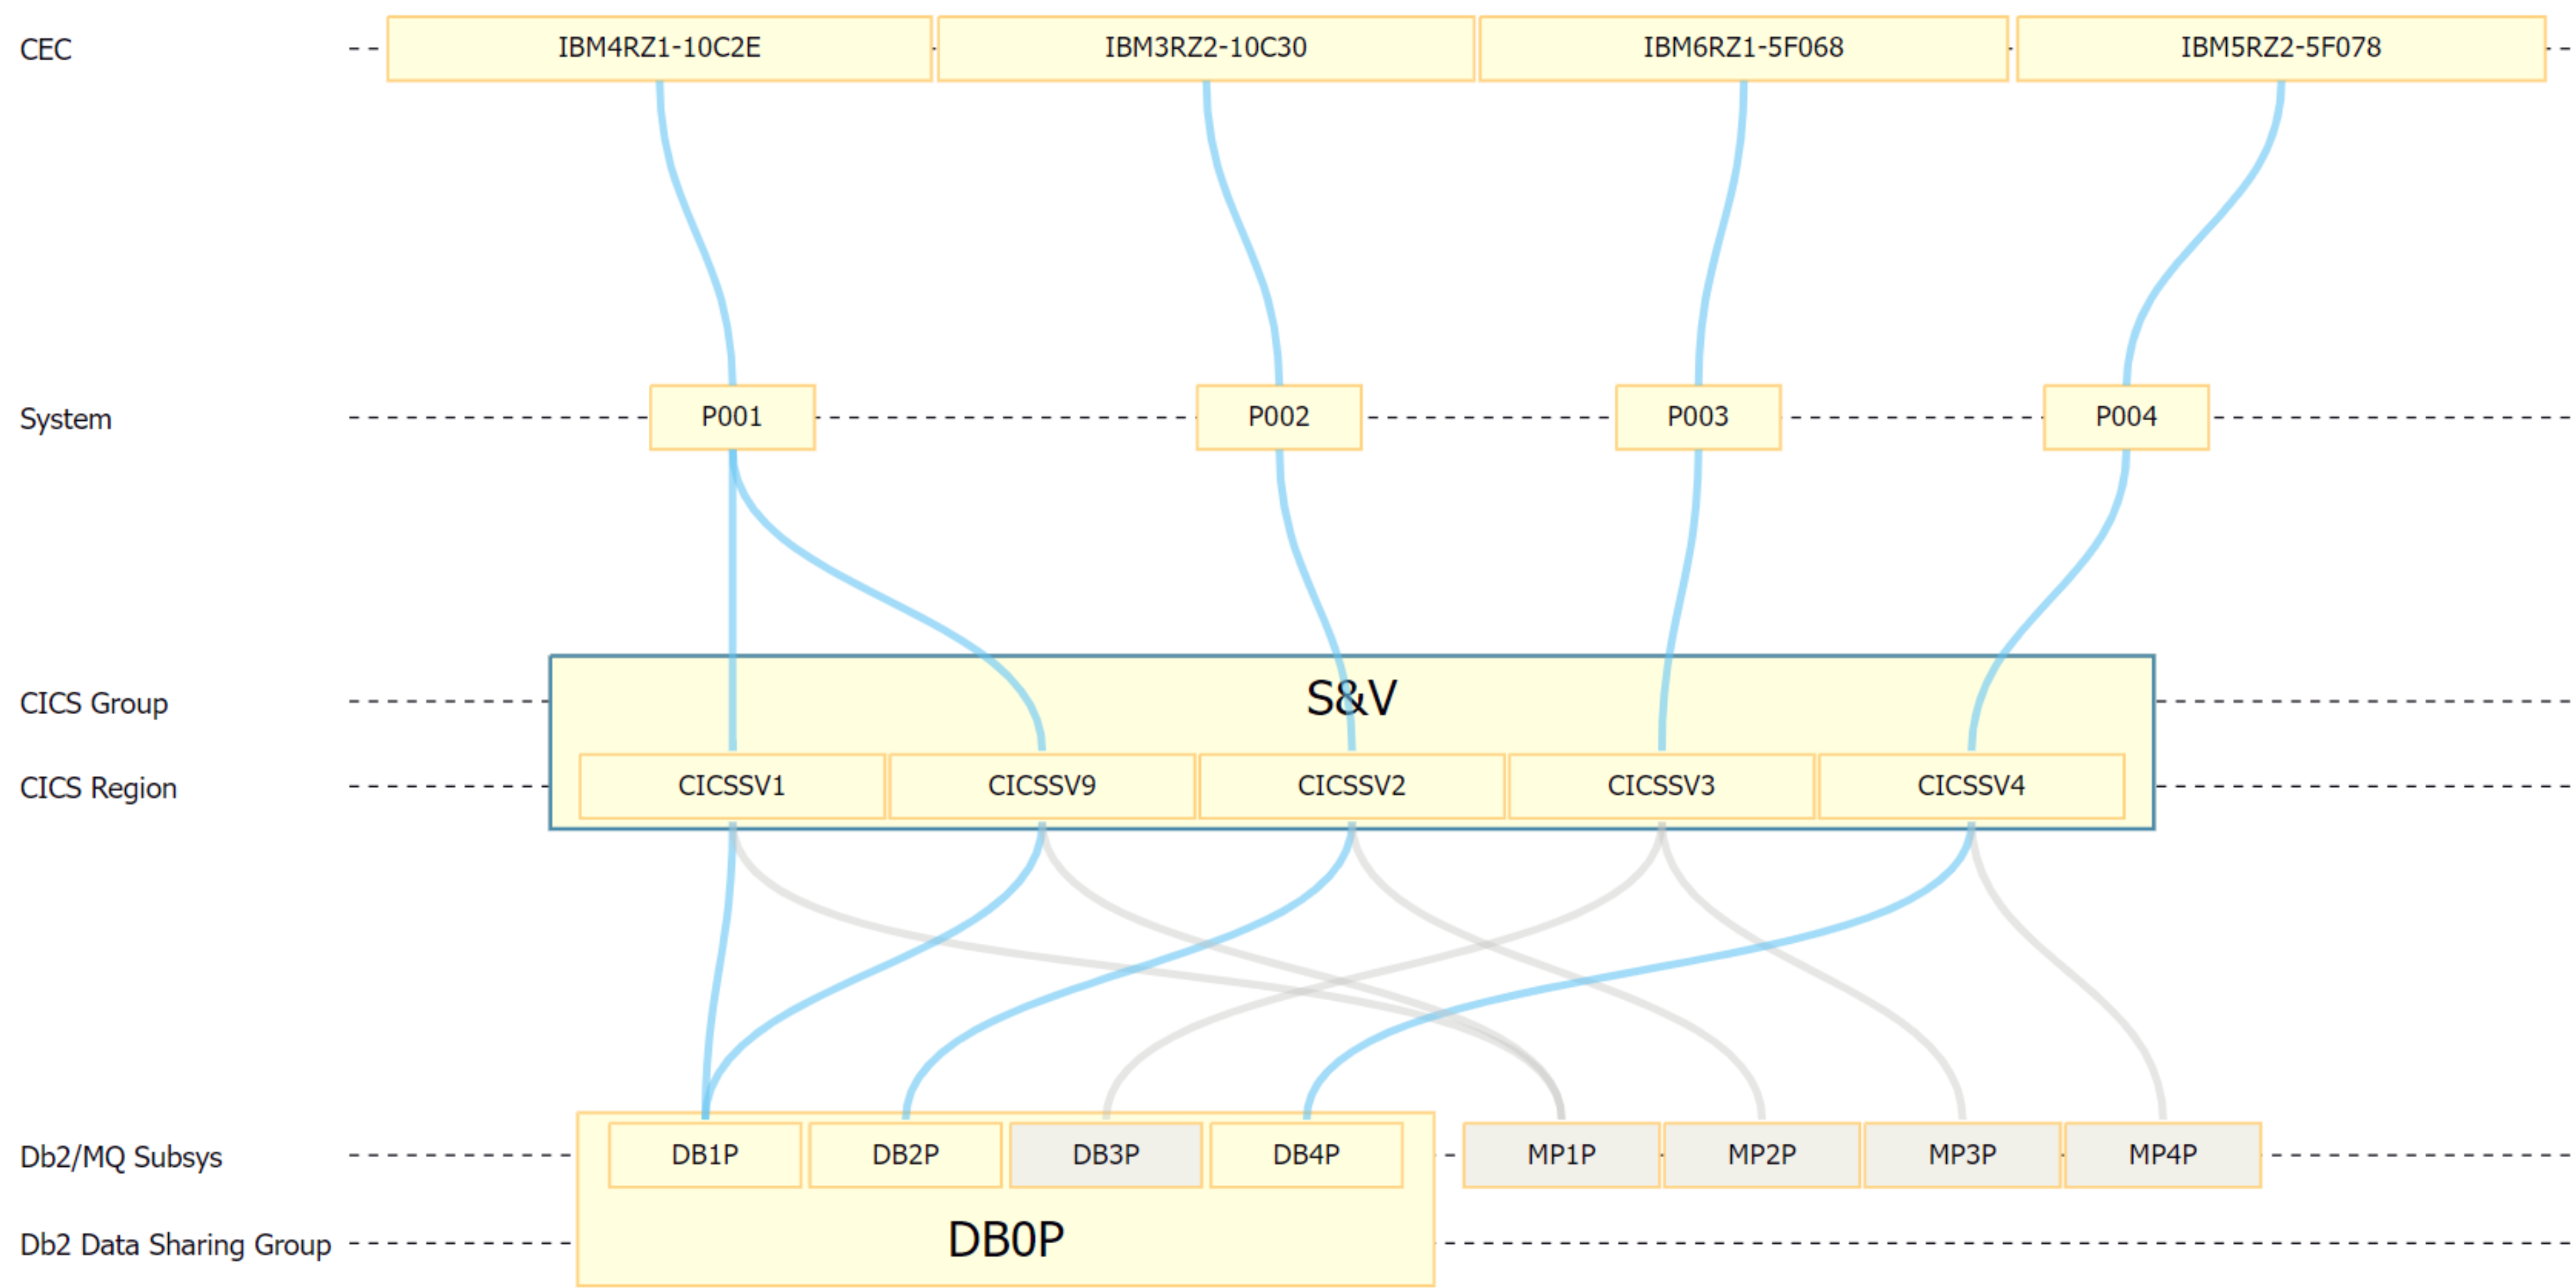 CEC
IBM4RZ1-10C2E
IBM3RZ2-10C30
IBM6RZ1-5F068
IBM5RZ2-5F078
System
P001
P002
P003
P004
CICS Group
S&V
CICS Region
CICSSV1
CICSSV9
CICSSV2
CICSSV3
CICSSV4
Db2/MQ Subsys
DB1P
DB2P
DB3P
DB4P
MP1P
MP2P
MP3P
MP4P
Db2 Data Sharing Group
DB0P